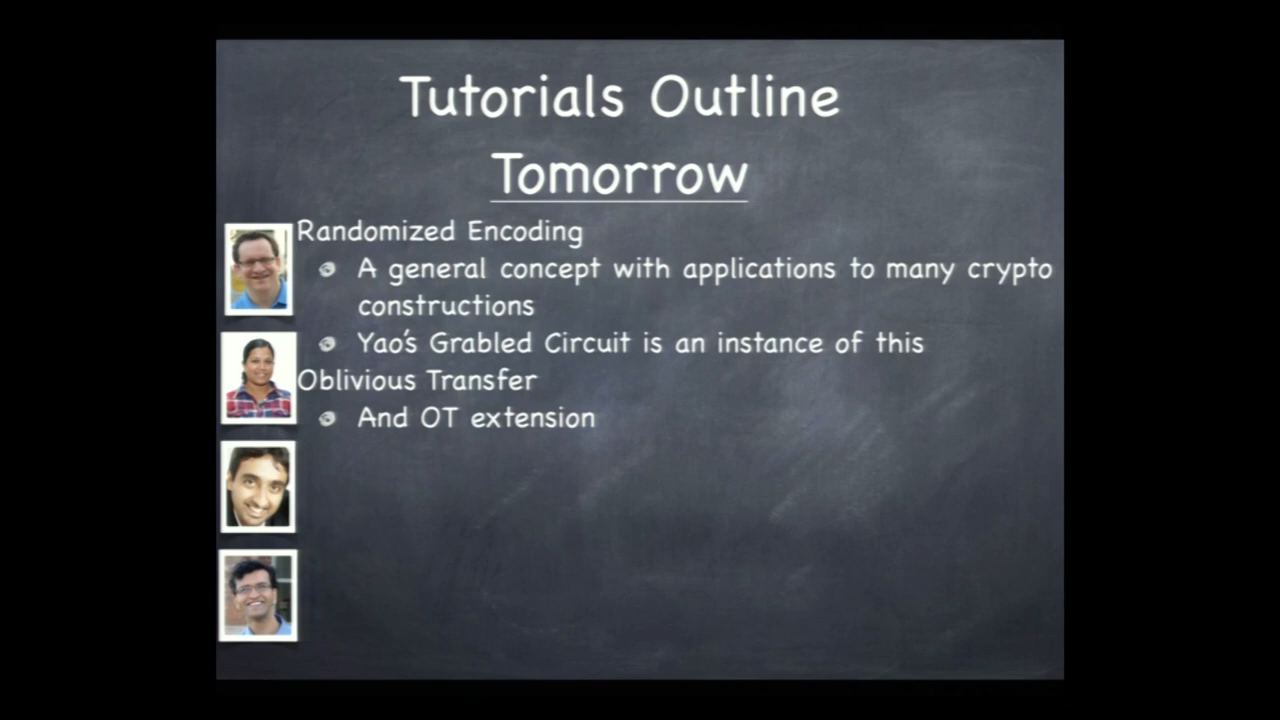 Tutorials Outline
Tomorrow
Randomized Encoding
A general concept with applications to many crypto
constructions
Yao's Grabled Circuit is an instance of this
Oblivious Transfer
And OT extension